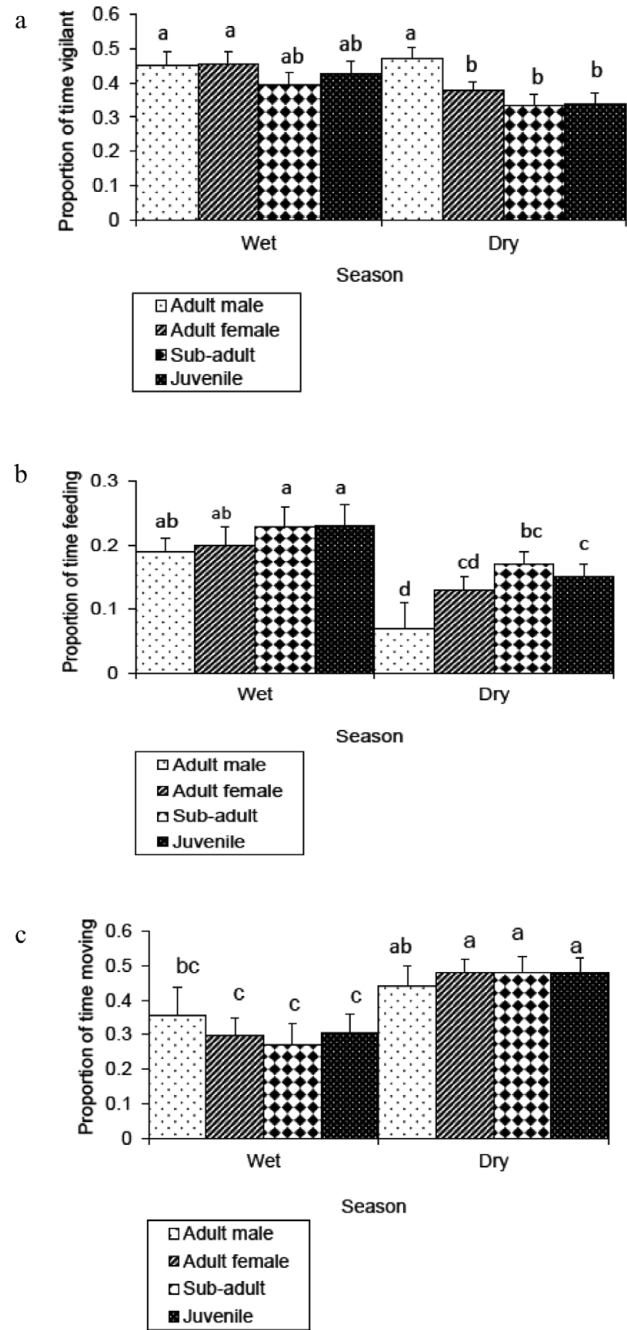 a
Proportion of time vigilant
0.6
0.5
0.4
0.3
0.2
0.1
0
a a ab ab a b b b
Wet Dry
Season
Adult male
Adult female
Sub-adult
Juvenile
b
Proportion of time feeding
0.3
0.2
0.1
0
ab ab a a d cd bc c
Wet Dry
Season
Adult male
Adult female
Sub-adult
Juvenile
c
Proportion of time moving
0.6
0.5
0.4
0.3
0.2
0.1
0
bc c c c ab a a a
Wet Dry
Season
Adult male
Adult female
Sub-adult
Juvenile